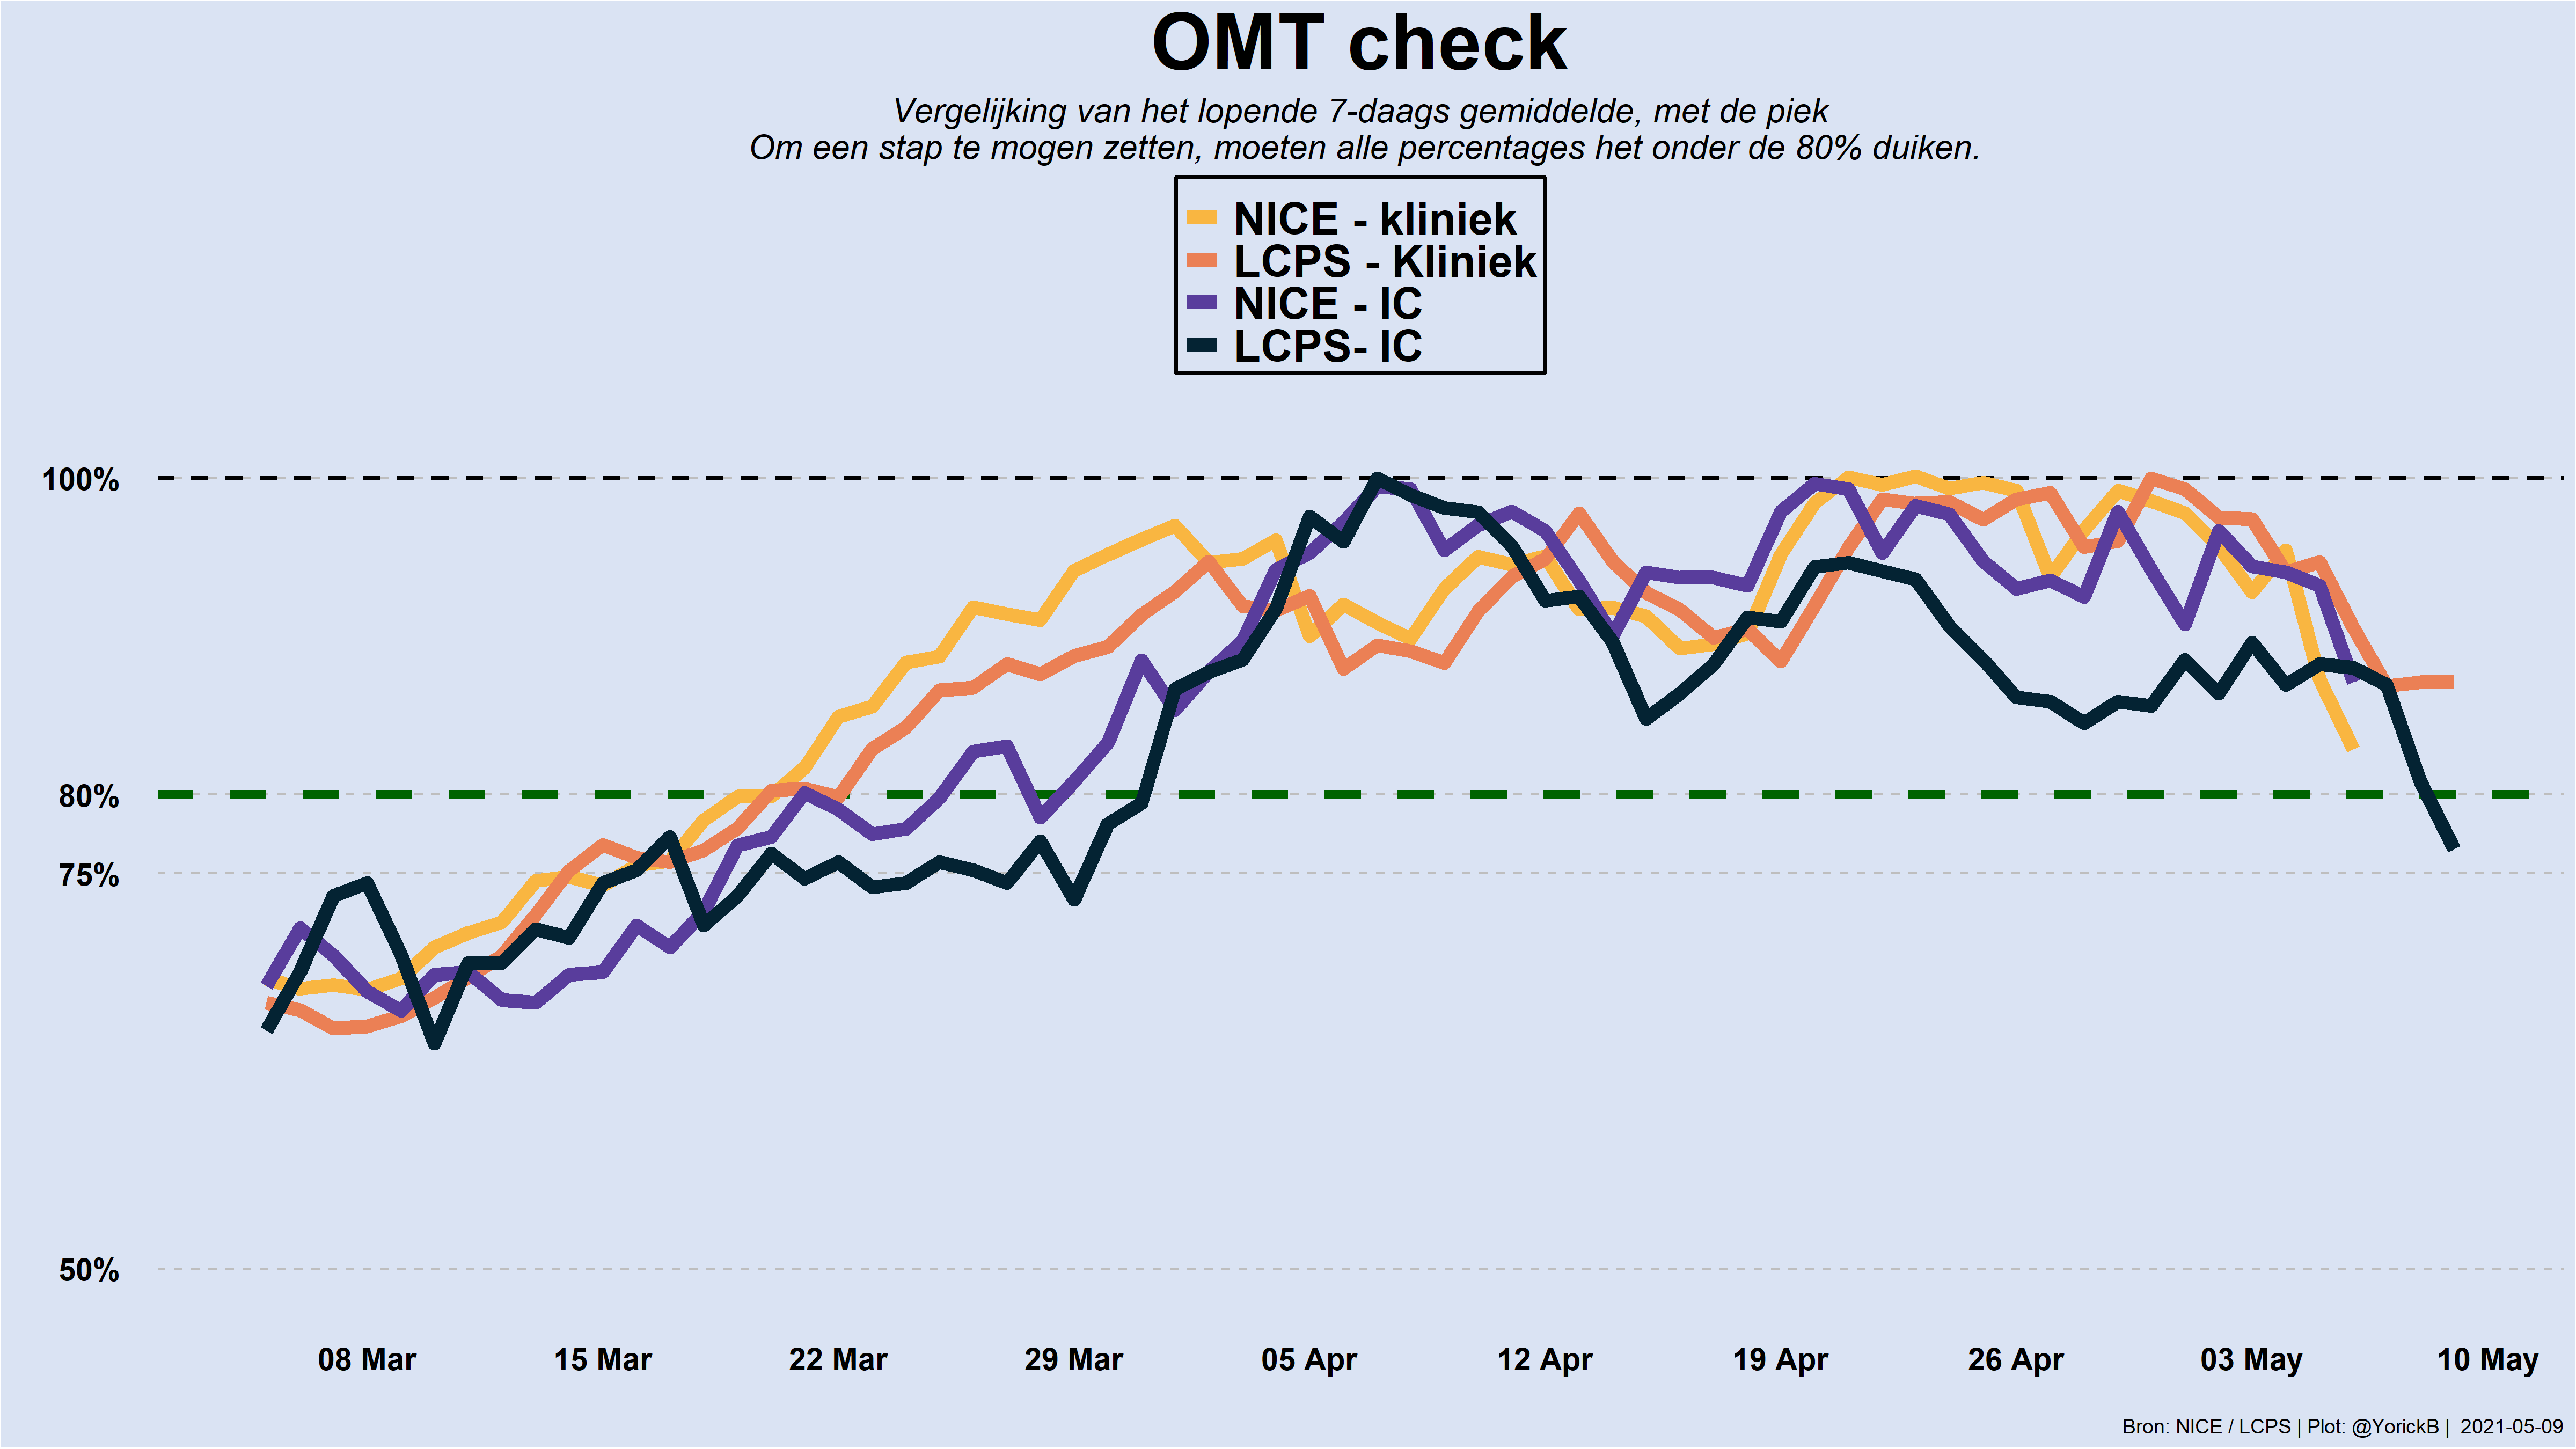 OMT check
Vergelijking van het lopende 7-daags gemiddelde, met de piek
Om een stap te mogen zetten, moeten alle percentages het onder de 80% duiken.
NICE - kliniek
LCPS - Kliniek
NICE - IC
LCPS- IC
100%
80%
75%
50%
08 Mar 15 Mar 22 Mar 29 Mar 05 Apr 12 Apr 19 Apr 26 Apr 03 May 10 May
Bron: NICE / LCPS | Plot: @YorickB | 2021-05-09